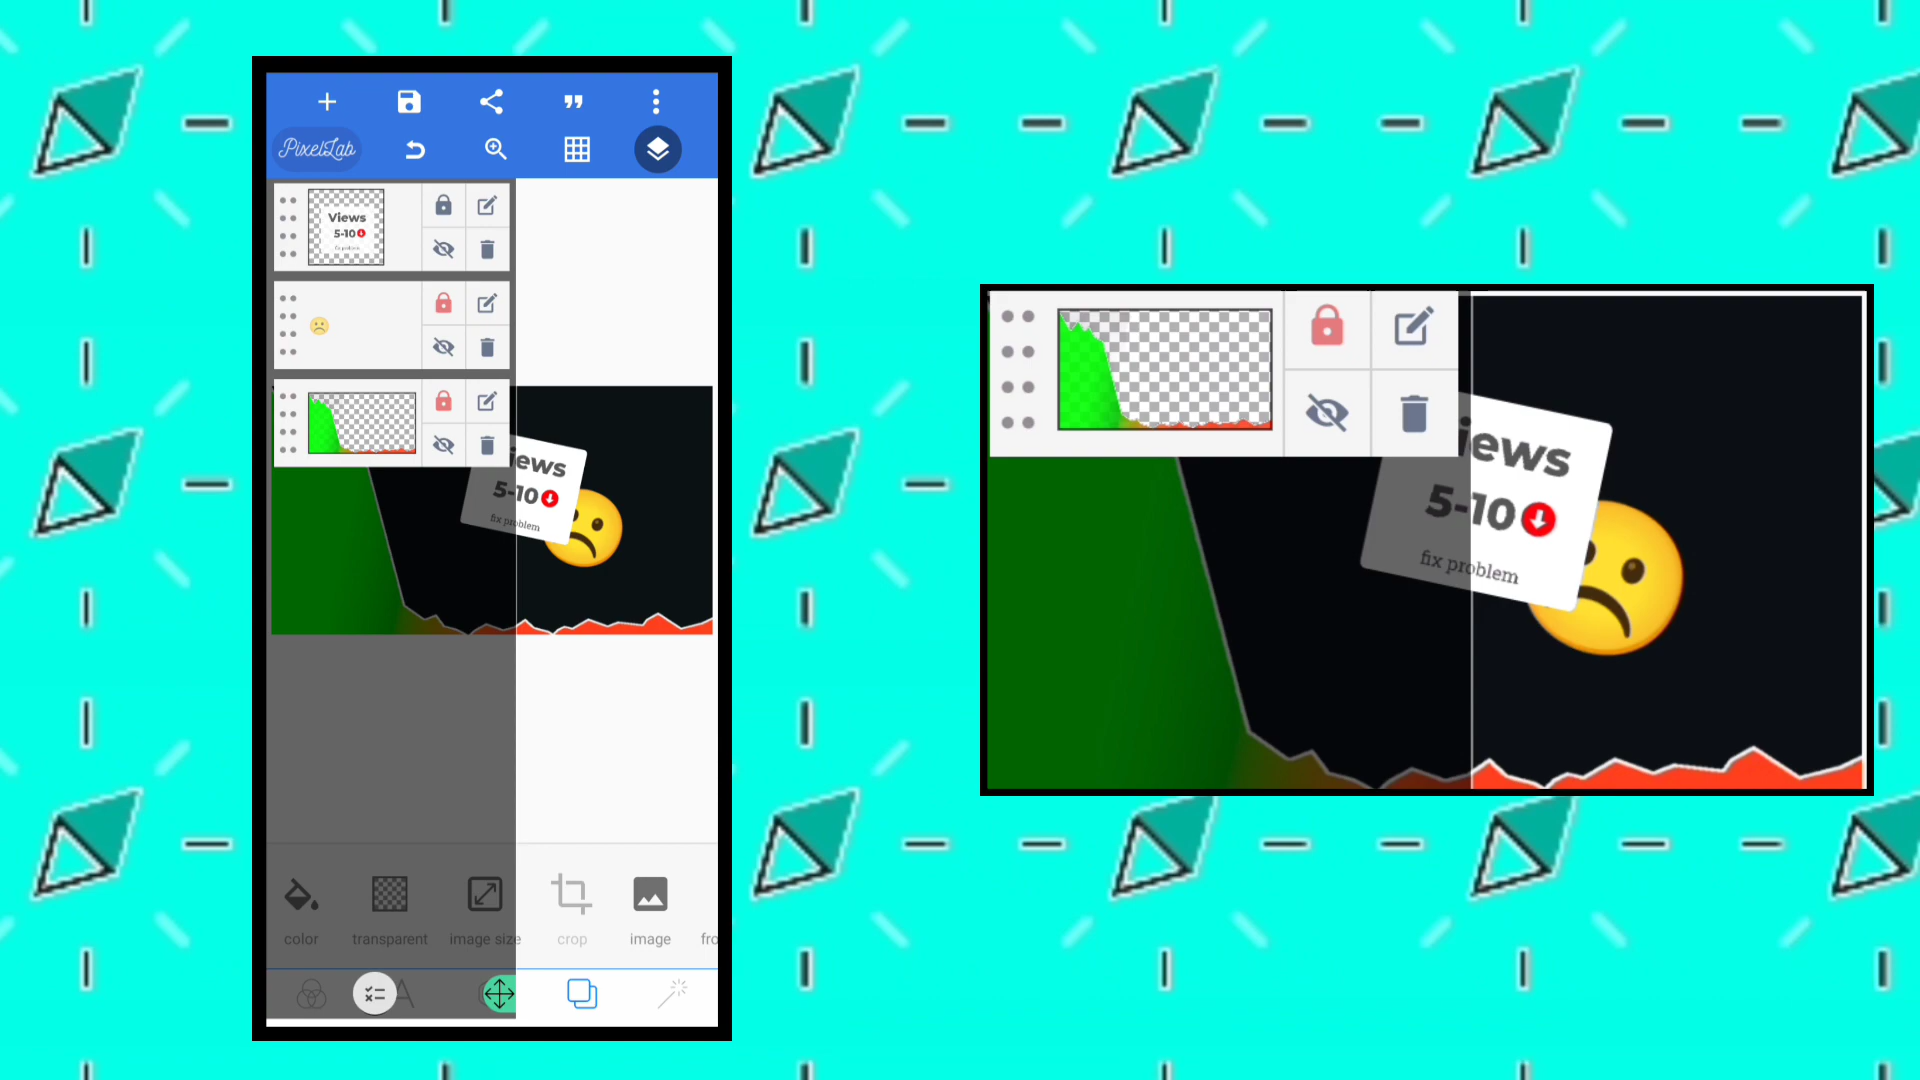 PixelLab
Views
5-10
iews
5-10
fix problem
color
transparent
image size
crop
image
fro
iews
5-10
fix problem